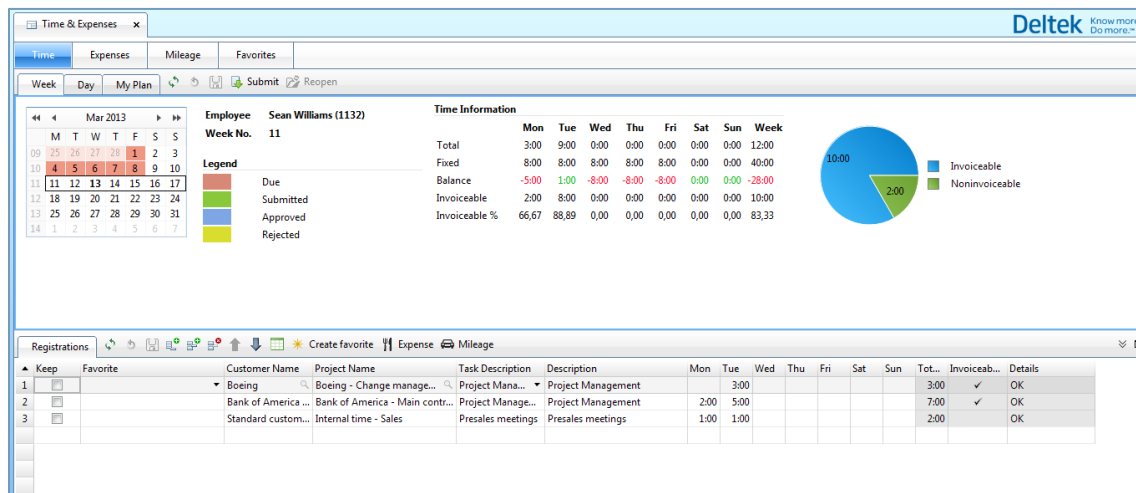 Time & Expenses x
Deltek Know more. Do more.™
Time Expenses Mileage Favorites
Week Day My Plan Submit Reopen
Mar 2013
M T W T F S S
09 25 26 27 28 1 2 3
10 4 5 6 7 8 9 10
11 11 12 13 14 15 16 17
12 18 19 20 21 22 23 24
13 25 26 27 28 29 30 31
14 1 2 3 4 5 6 7
Employee Sean Williams (1132)
Week No. 11
Legend
Due
Submitted
Approved
Rejected
Time Information
Mon Tue Wed Thu Fri Sat Sun Week
Total 3:00 9:00 0:00 0:00 0:00 0:00 0:00 12:00
Fixed 8:00 8:00 8:00 8:00 8:00 0:00 0:00 40:00
Balance -5:00 1:00 -8:00 -8:00 -8:00 0:00 0:00 -28:00
Invoiceable 2:00 8:00 0:00 0:00 0:00 0:00 0:00 10:00
Invoiceable % 66,67 88,89 0,00 0,00 0,00 0,00 0,00 83,33
10:00
2:00
Invoiceable
Noninvoiceable
Registrations Create favorite Expense Mileage
Keep Favorite Customer Name Project Name Task Description Description Mon Tue Wed Thu Fri Sat Sun Tot... Invoiceab... Details
1 Boeing Boeing - Change manage... Project Mana... Project Management 3:00 3:00 ✓ OK
2 Bank of America ... Bank of America - Main contr... Project Manage... Project Management 2:00 5:00 7:00 ✓ OK
3 Standard custom... Internal time - Sales Presales meetings Presales meetings 1:00 1:00 2:00 OK